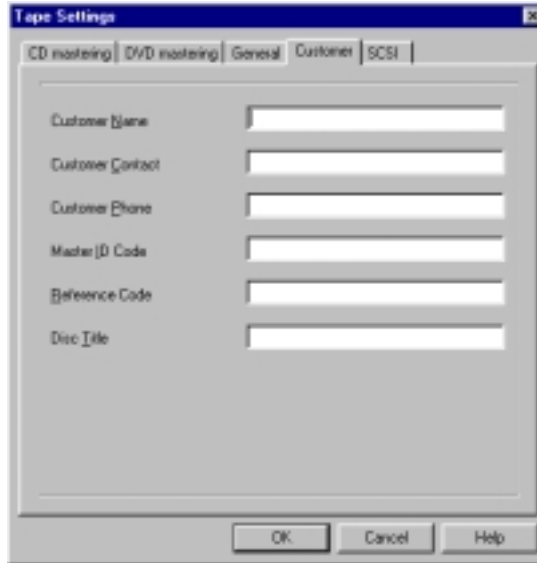 Tape Settings
CD mastering DVD mastering General Customer SCSI
Customer Name
Customer Contact
Customer Phone
Master ID Code
Reference Code
Disc Title
OK Cancel Help